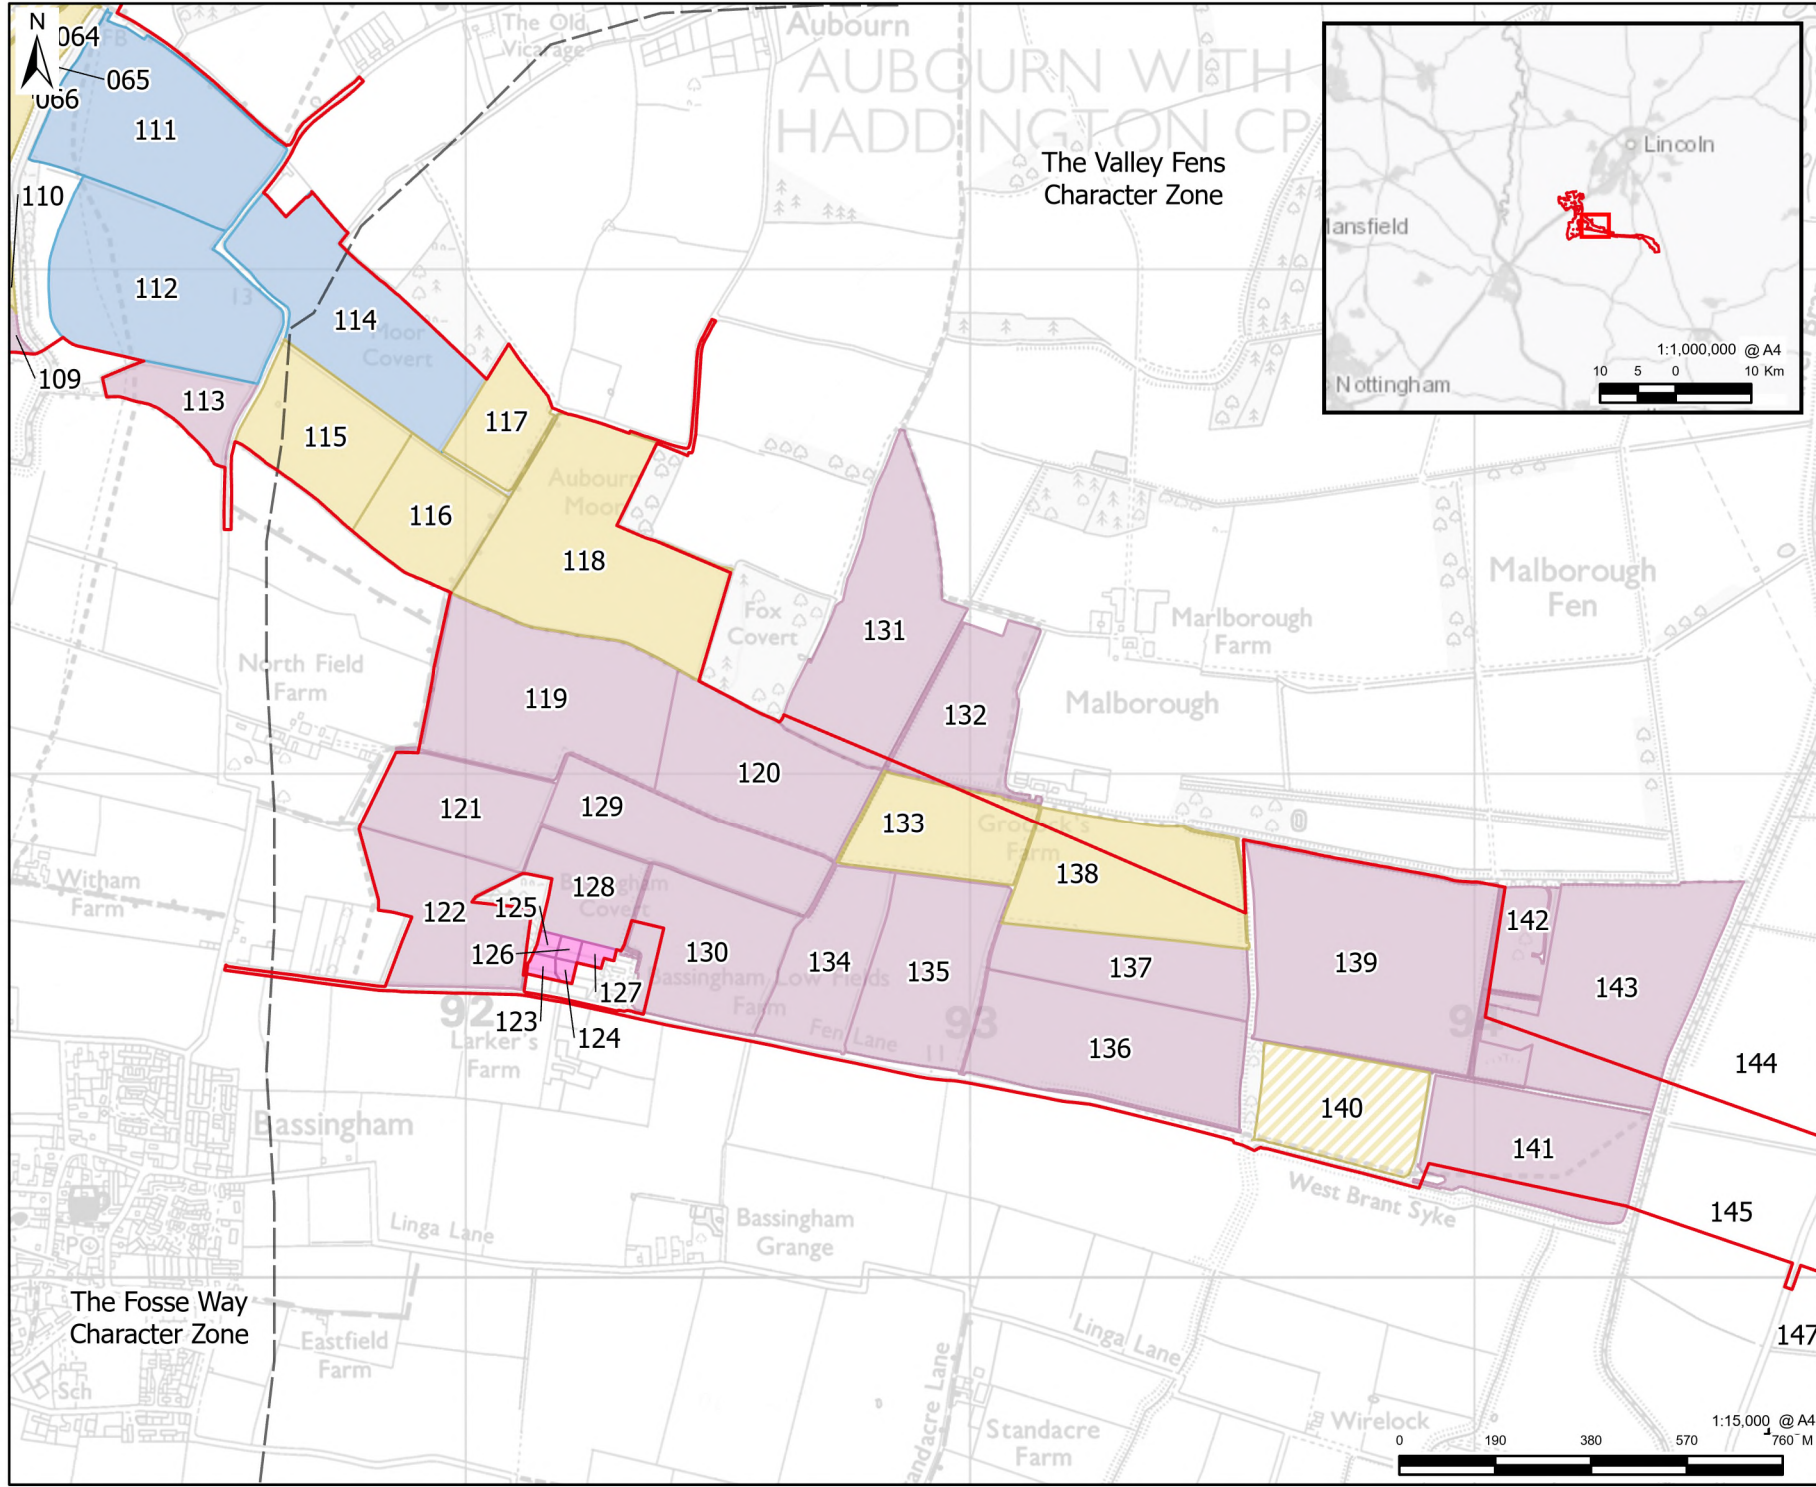 N
064
065
066
FB
111
110
112
13
109
113
114
Moor
Covert
The Old
Vicarage
Aubourn
AUBOURN WITH
HADDINGTON CP
The Valley Fens
Character Zone
Lincoln
Nottingham
1:1,000,000 @ A4
10 5 0 10 Km
115
116
117
118
Aubourn
Moor
Fox
Covert
131
132
Marlborough
Farm
Malborough
Fen
Malborough
North Field
Farm
119
120
121
129
133
Grocock's
Farm
138
Witham
Farm
122
125
128
Bassingham
Covert
126
127
123
124
130
Bassingham Low Fields
Farm
134
135
137
136
139
142
143
144
92
93
94
Larker's
Farm
Fen Lane
11
140
141
145
147
Bassingham
West Brant Syke
Linga Lane
Bassingham
Grange
The Fosse Way
Character Zone
Eastfield
Farm
Sch
P
Linga Lane
Standacre
Farm
Wirelock
1:15,000 @ A4
0 190 380 570 760 M